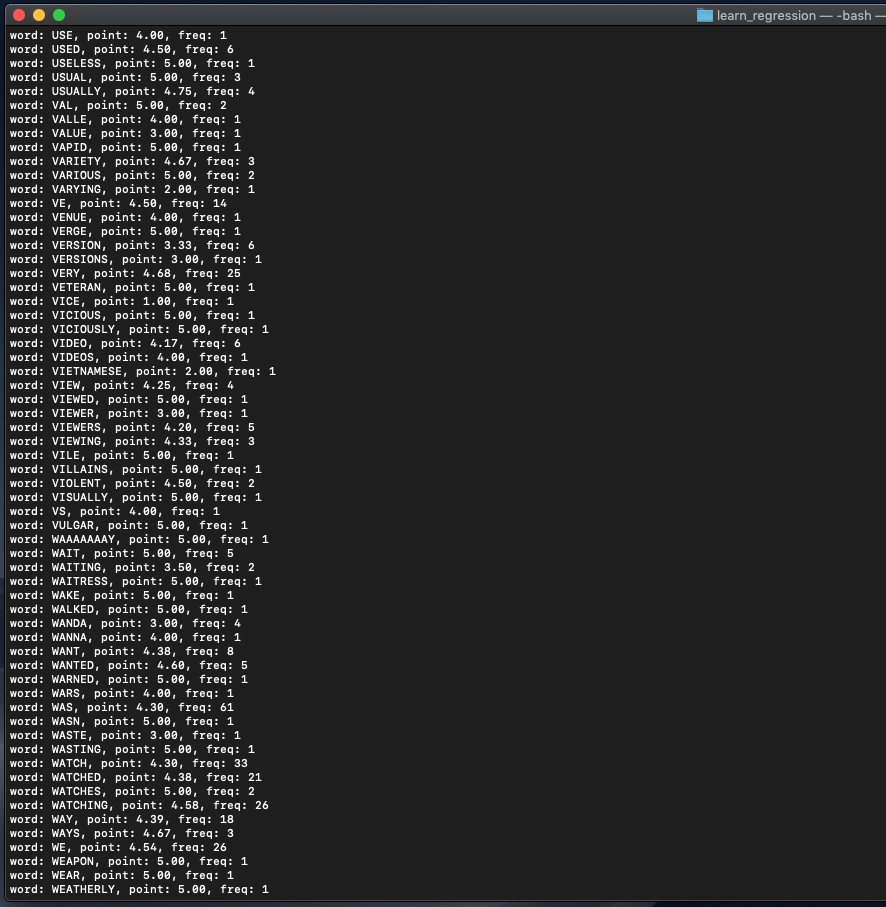 learn_regression — -bash —
word: USE, point: 4.00, freq: 1
word: USED, point: 4.50, freq: 6
word: USELESS, point: 5.00, freq: 1
word: USUAL, point: 5.00, freq: 3
word: USUALLY, point: 4.75, freq: 4
word: VAL, point: 5.00, freq: 2
word: VALLE, point: 4.00, freq: 1
word: VALUE, point: 3.00, freq: 1
word: VAPID, point: 5.00, freq: 1
word: VARIETY, point: 4.67, freq: 3
word: VARIOUS, point: 5.00, freq: 2
word: VARYING, point: 2.00, freq: 1
word: VE, point: 4.50, freq: 14
word: VENUE, point: 4.00, freq: 1
word: VERGE, point: 5.00, freq: 1
word: VERSION, point: 3.33, freq: 6
word: VERSIONS, point: 3.00, freq: 1
word: VERY, point: 4.68, freq: 25
word: VETERAN, point: 5.00, freq: 1
word: VICE, point: 1.00, freq: 1
word: VICIOUS, point: 5.00, freq: 1
word: VICIOUSLY, point: 5.00, freq: 1
word: VIDEO, point: 4.17, freq: 6
word: VIDEOS, point: 4.00, freq: 1
word: VIETNAMESE, point: 2.00, freq: 1
word: VIEW, point: 4.25, freq: 4
word: VIEWED, point: 5.00, freq: 1
word: VIEWER, point: 3.00, freq: 1
word: VIEWERS, point: 4.20, freq: 5
word: VIEWING, point: 4.33, freq: 3
word: VILE, point: 5.00, freq: 1
word: VILLAINS, point: 5.00, freq: 1
word: VIOLENT, point: 4.50, freq: 2
word: VISUALLY, point: 5.00, freq: 1
word: VS, point: 4.00, freq: 1
word: VULGAR, point: 5.00, freq: 1
word: WAAAAAAAY, point: 5.00, freq: 1
word: WAIT, point: 5.00, freq: 5
word: WAITING, point: 3.50, freq: 2
word: WAITRESS, point: 5.00, freq: 1
word: WAKE, point: 5.00, freq: 1
word: WALKED, point: 5.00, freq: 1
word: WANDA, point: 3.00, freq: 4
word: WANNA, point: 4.00, freq: 1
word: WANT, point: 4.38, freq: 8
word: WANTED, point: 4.60, freq: 5
word: WARNED, point: 5.00, freq: 1
word: WARS, point: 4.00, freq: 1
word: WAS, point: 4.30, freq: 61
word: WASN, point: 5.00, freq: 1
word: WASTE, point: 3.00, freq: 1
word: WASTING, point: 5.00, freq: 1
word: WATCH, point: 4.30, freq: 33
word: WATCHED, point: 4.38, freq: 21
word: WATCHES, point: 5.00, freq: 2
word: WATCHING, point: 4.58, freq: 26
word: WAY, point: 4.39, freq: 18
word: WAYS, point: 4.67, freq: 3
word: WE, point: 4.54, freq: 26
word: WEAPON, point: 5.00, freq: 1
word: WEAR, point: 5.00, freq: 1
word: WEATHERLY, point: 5.00, freq: 1